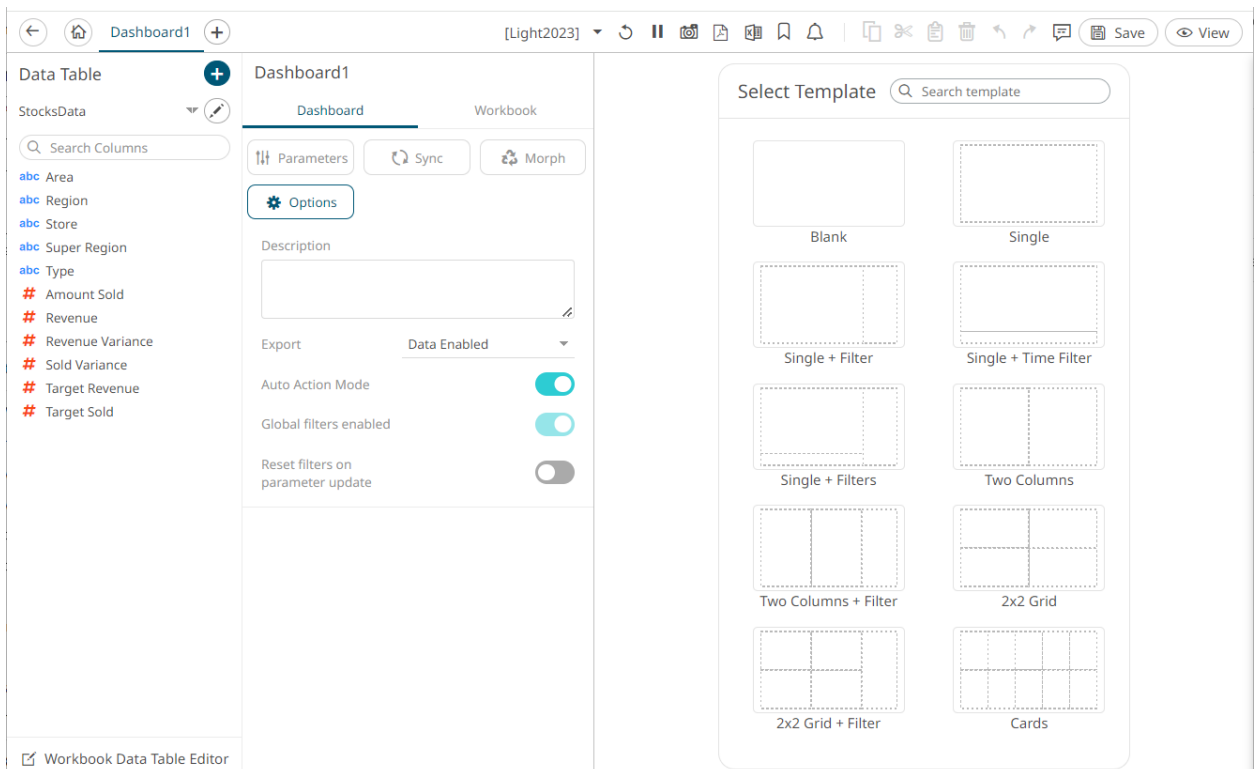 Dashboard1
[Light2023]
Save
View
Data Table
StocksData
Search Columns
abc Area
abc Region
abc Store
abc Super Region
abc Type
# Amount Sold
# Revenue
# Revenue Variance
# Sold Variance
# Target Revenue
# Target Sold
Workbook Data Table Editor
Dashboard1
Dashboard
Workbook
Parameters
Sync
Morph
Options
Description
Export
Data Enabled
Auto Action Mode
Global filters enabled
Reset filters on
parameter update
Select Template
Search template
Blank
Single
Single + Filter
Single + Time Filter
Single + Filters
Two Columns
Two Columns + Filter
2x2 Grid
2x2 Grid + Filter
Cards